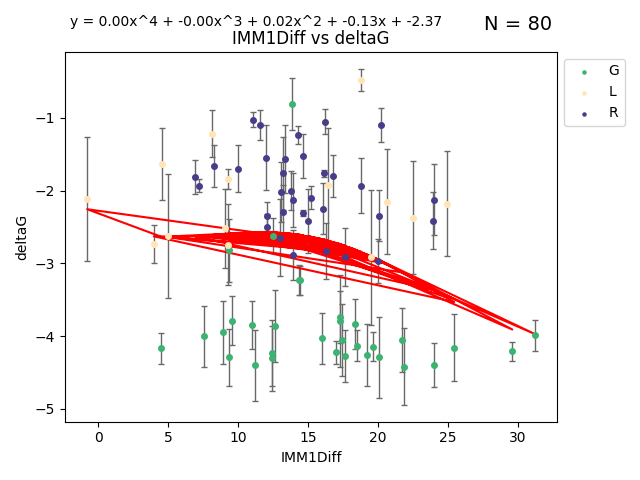 y = 0.00x^4 + -0.00x^3 + 0.02x^2 + -0.13x + -2.37
N = 80
IMM1Diff vs deltaG
G
L
R
−1
−2
−3
−4
−5
deltaG
0 5 10 15 20 25 30
IMM1Diff